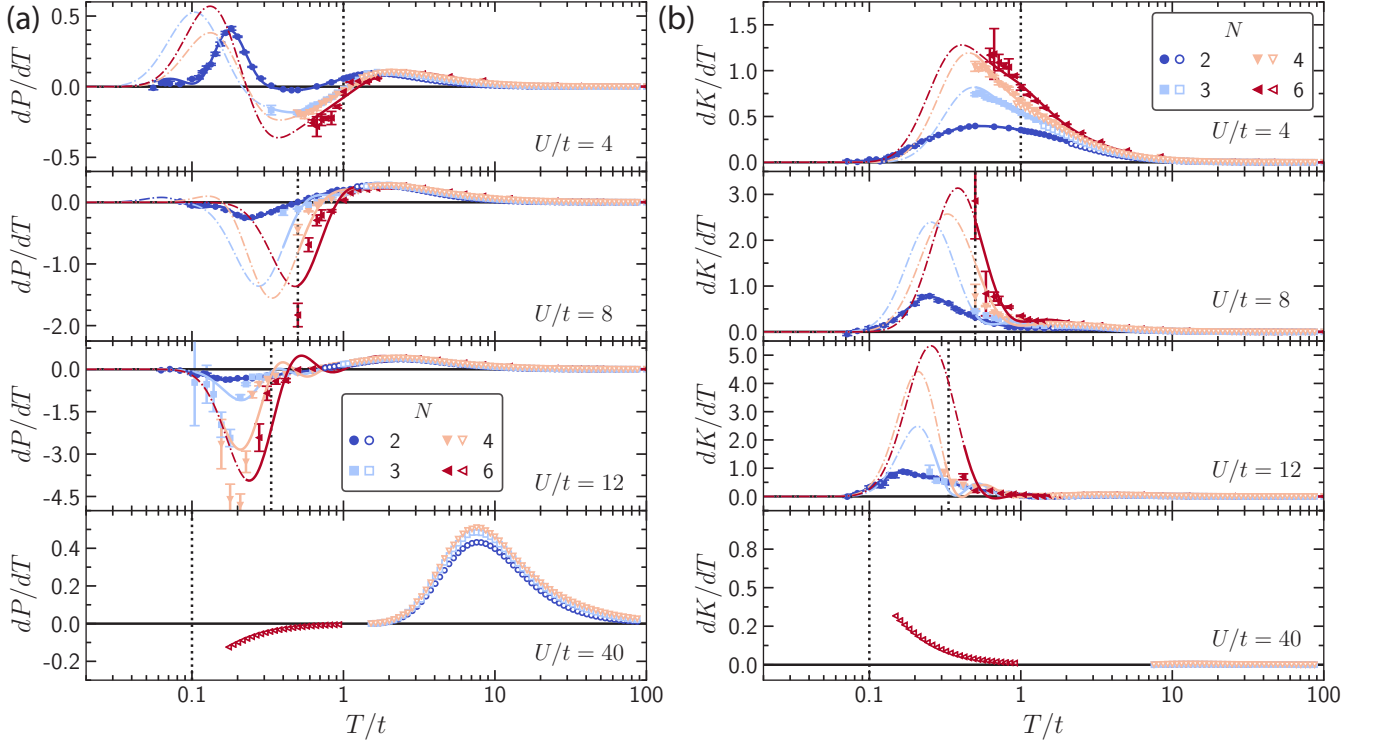 (a)
dP/dT
0.5
0.0
-0.5
U/t = 4
dP/dT
0.0
-1.0
-2.0
U/t = 8
dP/dT
0.0
-1.5
-3.0
-4.5
N
2 4
3 6
U/t = 12
dP/dT
0.4
0.2
0.0
-0.2
U/t = 40
0.1 1 10 100
T/t
(b)
dK/dT
1.5
1.0
0.5
0.0
N
2 4
3 6
U/t = 4
dK/dT
3.0
2.0
1.0
0.0
U/t = 8
dK/dT
5.0
4.0
3.0
2.0
1.0
0.0
U/t = 12
dK/dT
0.8
0.5
0.2
0.0
U/t = 40
0.1 1 10 100
T/t